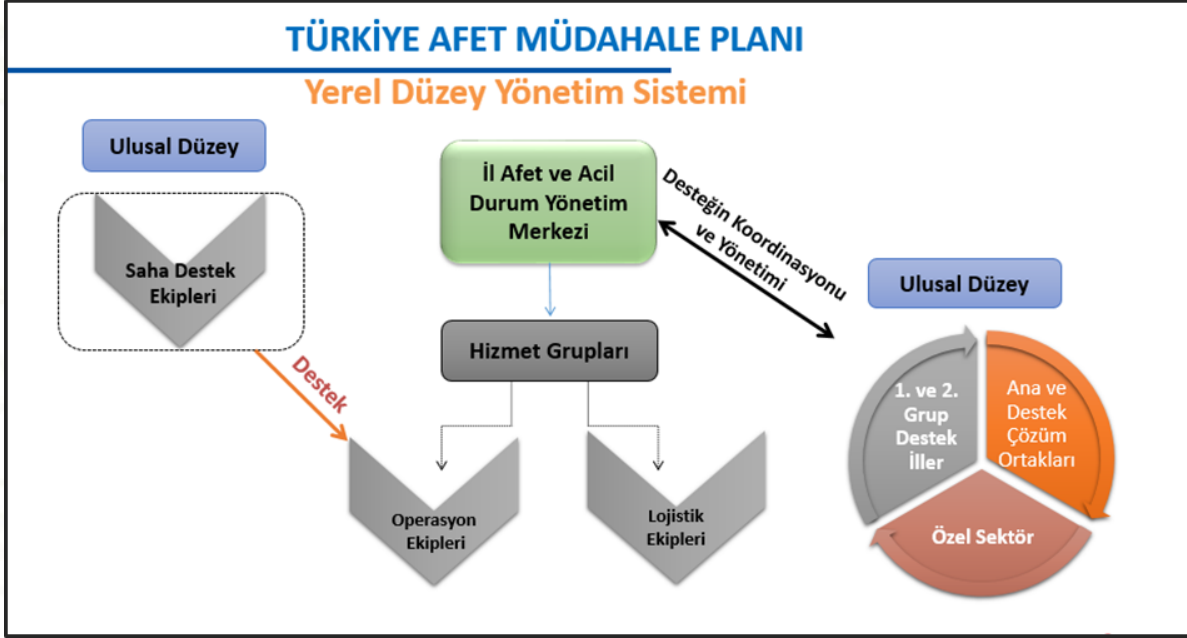 TÜRKİYE AFET MÜDAHALE PLANI
Yerel Düzey Yönetim Sistemi
Ulusal Düzey
Saha Destek
Ekipleri
Destek
İl Afet ve Acil
Durum Yönetim
Merkezi
Hizmet Grupları
Operasyon
Ekipleri
Lojistik
Ekipleri
Desteğin Koordinasyonu
ve Yönetimi
Ulusal Düzey
1. ve 2.
Grup
Destek
İller
Ana ve
Destek
Çözüm
Ortakları
Özel Sektör